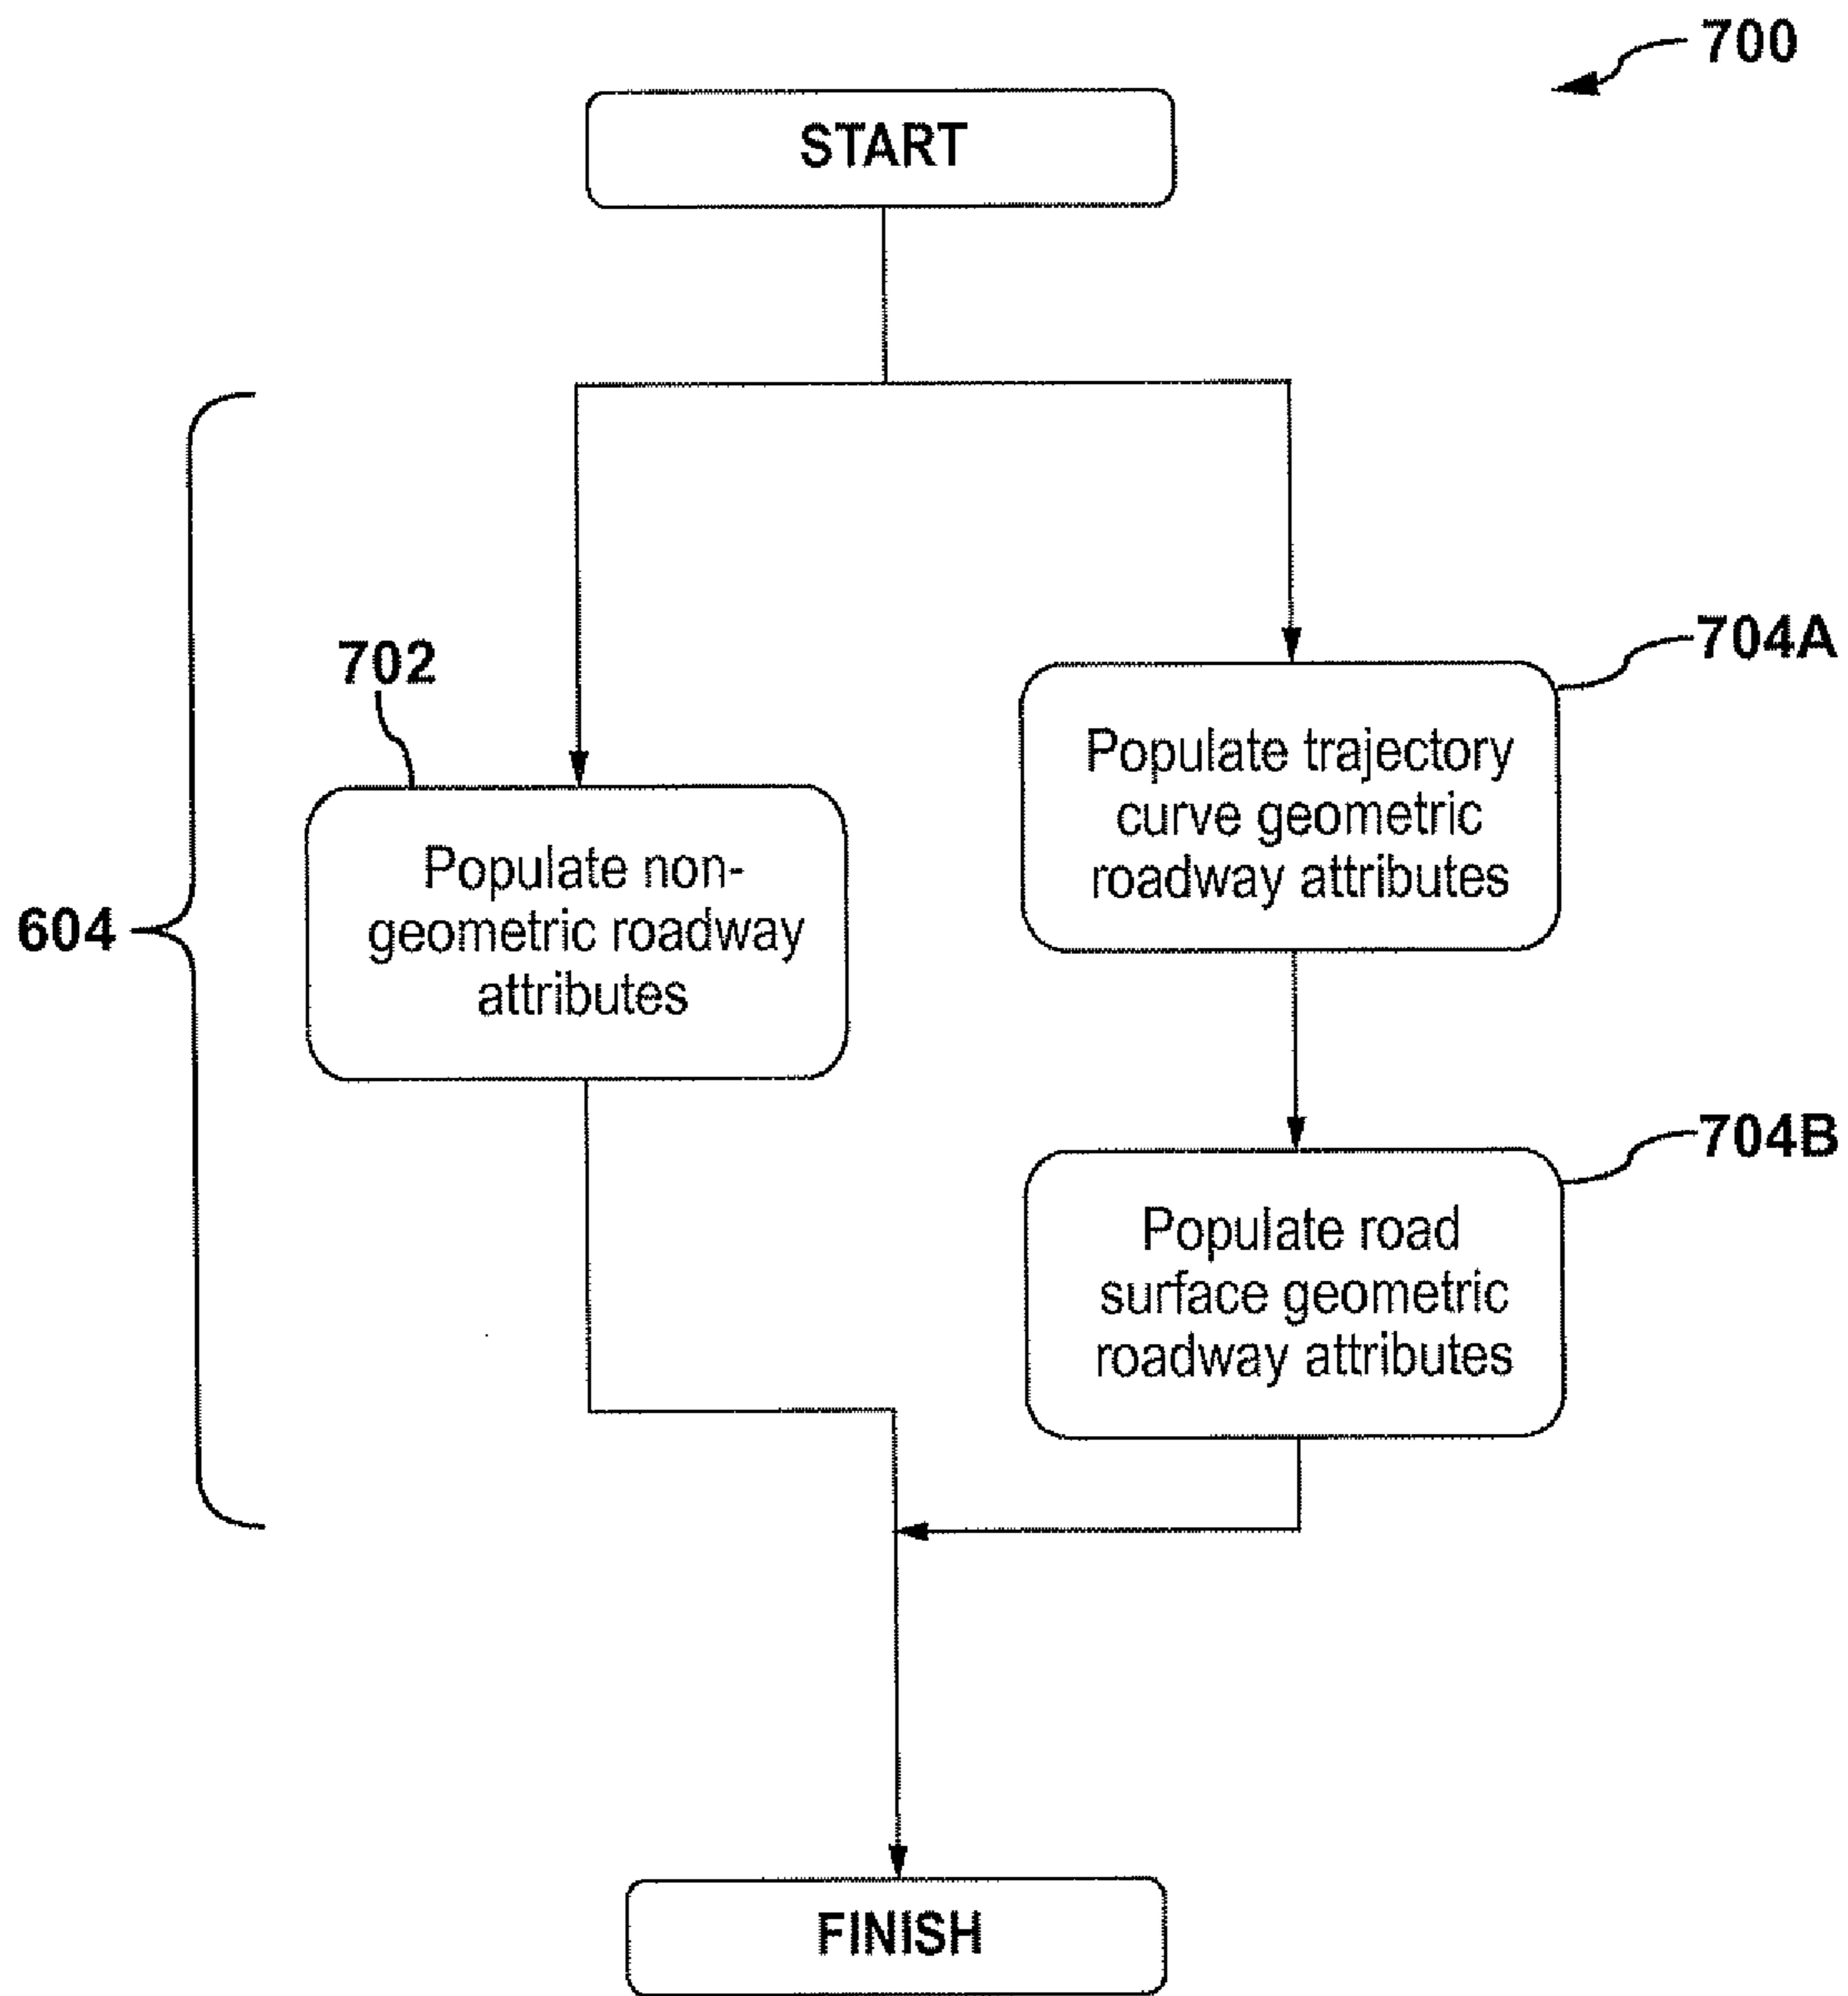 700
START
702
704A
Populate trajectory
curve geometric
roadway attributes
Populate non-
geometric roadway
attributes
604
704B
Populate road
surface geometric
roadway attributes
FINISH